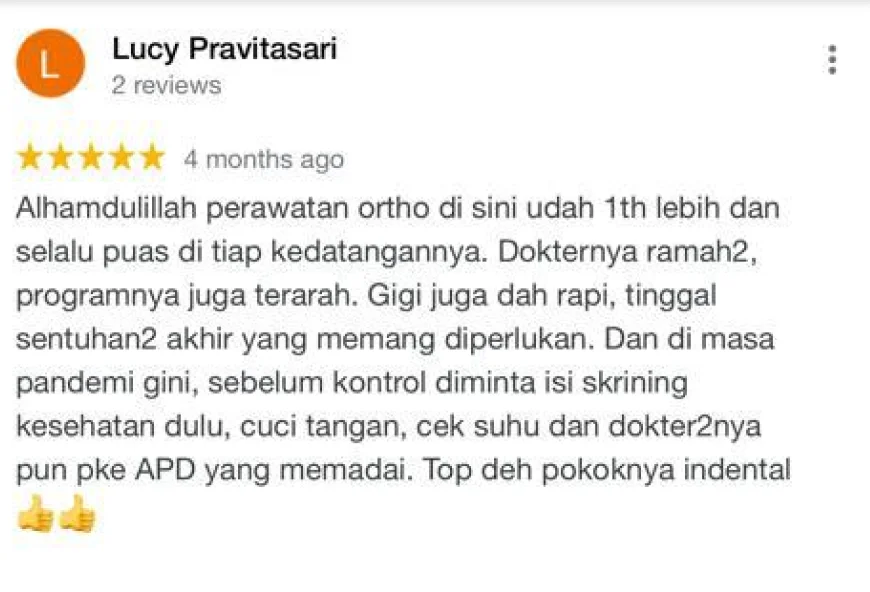 L
Lucy Pravitasari
2 reviews
4 months ago
Alhamdulillah perawatan ortho di sini udah 1th lebih dan
selalu puas di tiap kedatangannya. Dokternya ramah2,
programnya juga terarah. Gigi juga dah rapi, tinggal
sentuhan2 akhir yang memang diperlukan. Dan di masa
pandemi gini, sebelum kontrol diminta isi skrining
kesehatan dulu, cuci tangan, cek suhu dan dokter2nya
pun pke APD yang memadai. Top deh pokoknya indental
👍👍